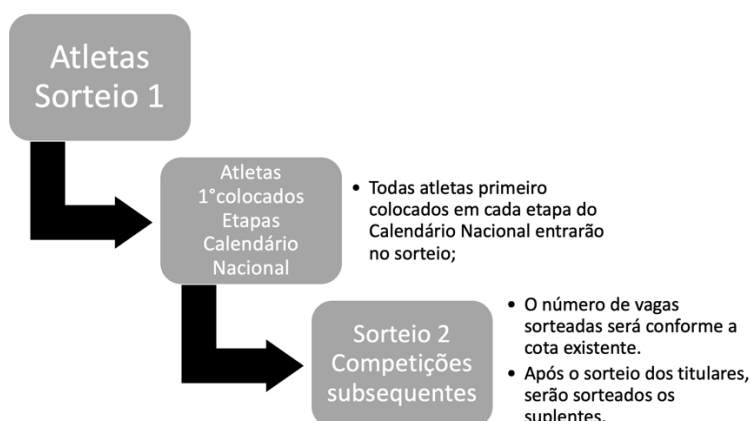 Atletas
Sorteio 1
Atletas
1°colocados
Etapas
Calendário
Nacional
• Todas atletas primeiro
colocados em cada etapa do
Calendário Nacional entrarão
no sorteio;
Sorteio 2
Competições
subsequentes
• O número de vagas
sorteadas será conforme a
cota existente.
• Após o sorteio dos titulares,
serão sorteados os
suplentes.